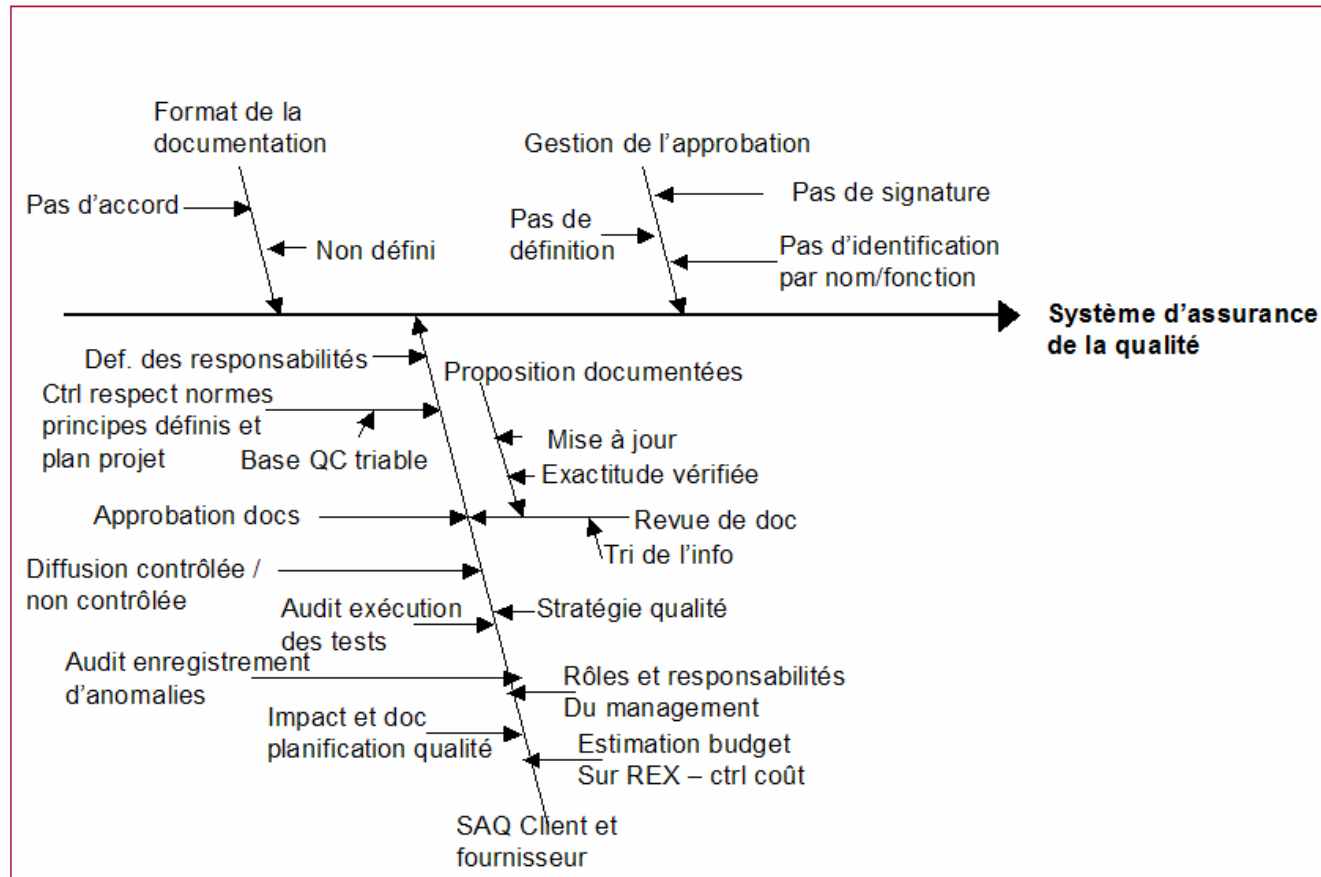 Format de la
documentation
Gestion de l'approbation
Pas d'accord
Non défini
Pas de signature
Pas de
définition
Pas d'identification
par nom/fonction
Système d'assurance
de la qualité
Def. des responsabilités
Proposition documentées
Ctrl respect normes
principes définis et
plan projet
Base QC triable
Mise à jour
Exactitude vérifiée
Approbation docs
Revue de doc
Tri de l'info
Diffusion contrôlée /
non contrôlée
Stratégie qualité
Audit exécution
des tests
Audit enregistrement
d'anomalies
Rôles et responsabilités
Du management
Impact et doc
planification qualité
Estimation budget
Sur REX – ctrl coût
SAQ Client et
fournisseur